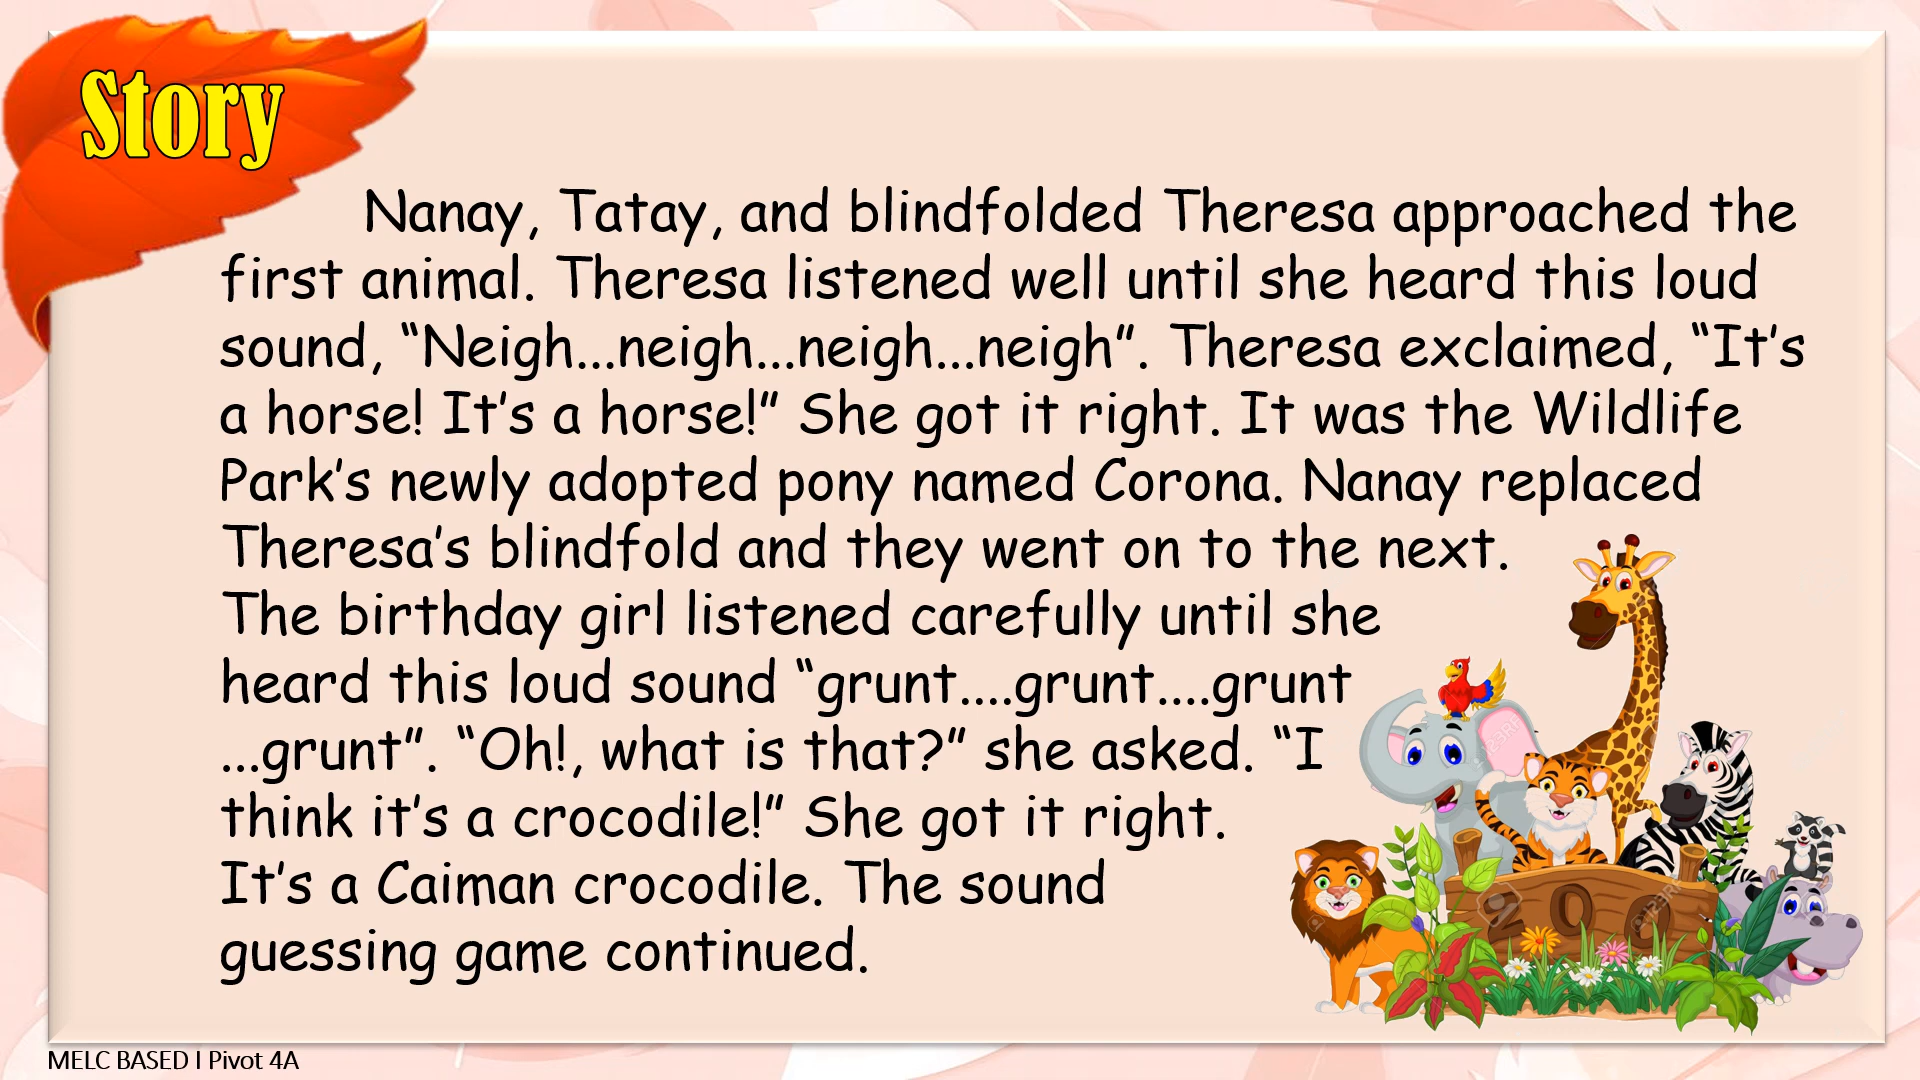 Story
Nanay, Tatay, and blindfolded Theresa approached the
first animal. Theresa listened well until she heard this loud
sound, “Neigh...neigh...neigh...neigh”. Theresa exclaimed, “It’s
a horse! It’s a horse!” She got it right. It was the Wildlife
Park’s newly adopted pony named Corona. Nanay replaced
Theresa’s blindfold and they went on to the next.
The birthday girl listened carefully until she
heard this loud sound “grunt....grunt....grunt
...grunt”. “Oh!, what is that?” she asked. “I
think it’s a crocodile!” She got it right.
It’s a Caiman crocodile. The sound
guessing game continued.
ZOO
123RF
123RF
MELC BASED I Pivot 4A